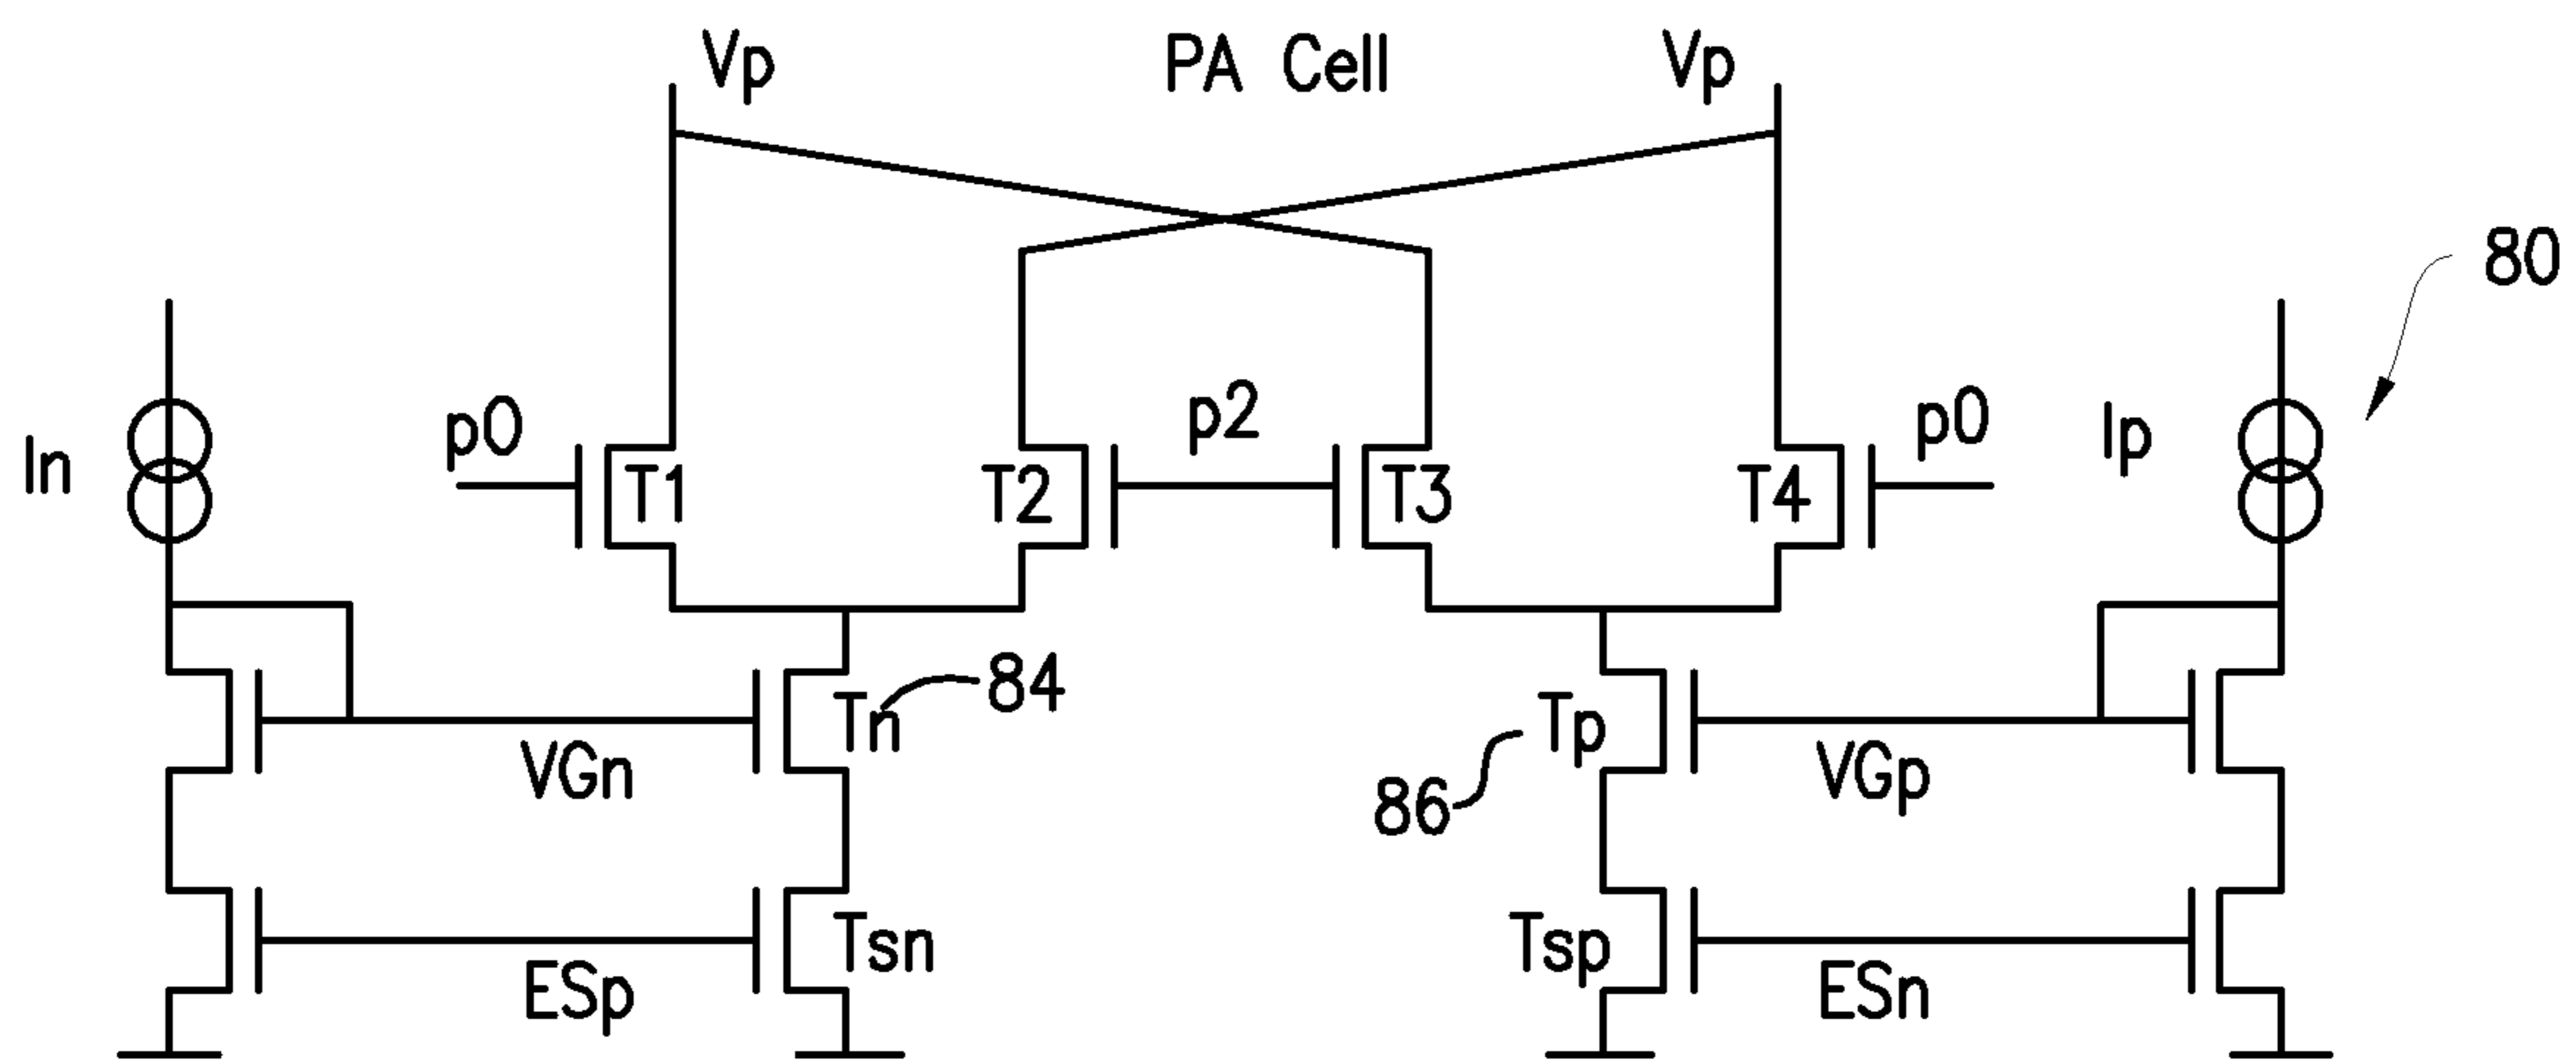 Vp PA Cell Vp
80
In p0 p2 p0 Ip
T1 T2 T3 T4
84
Tn Tp
VGn 86 VGp
Tsn Tsp
ESp ESn